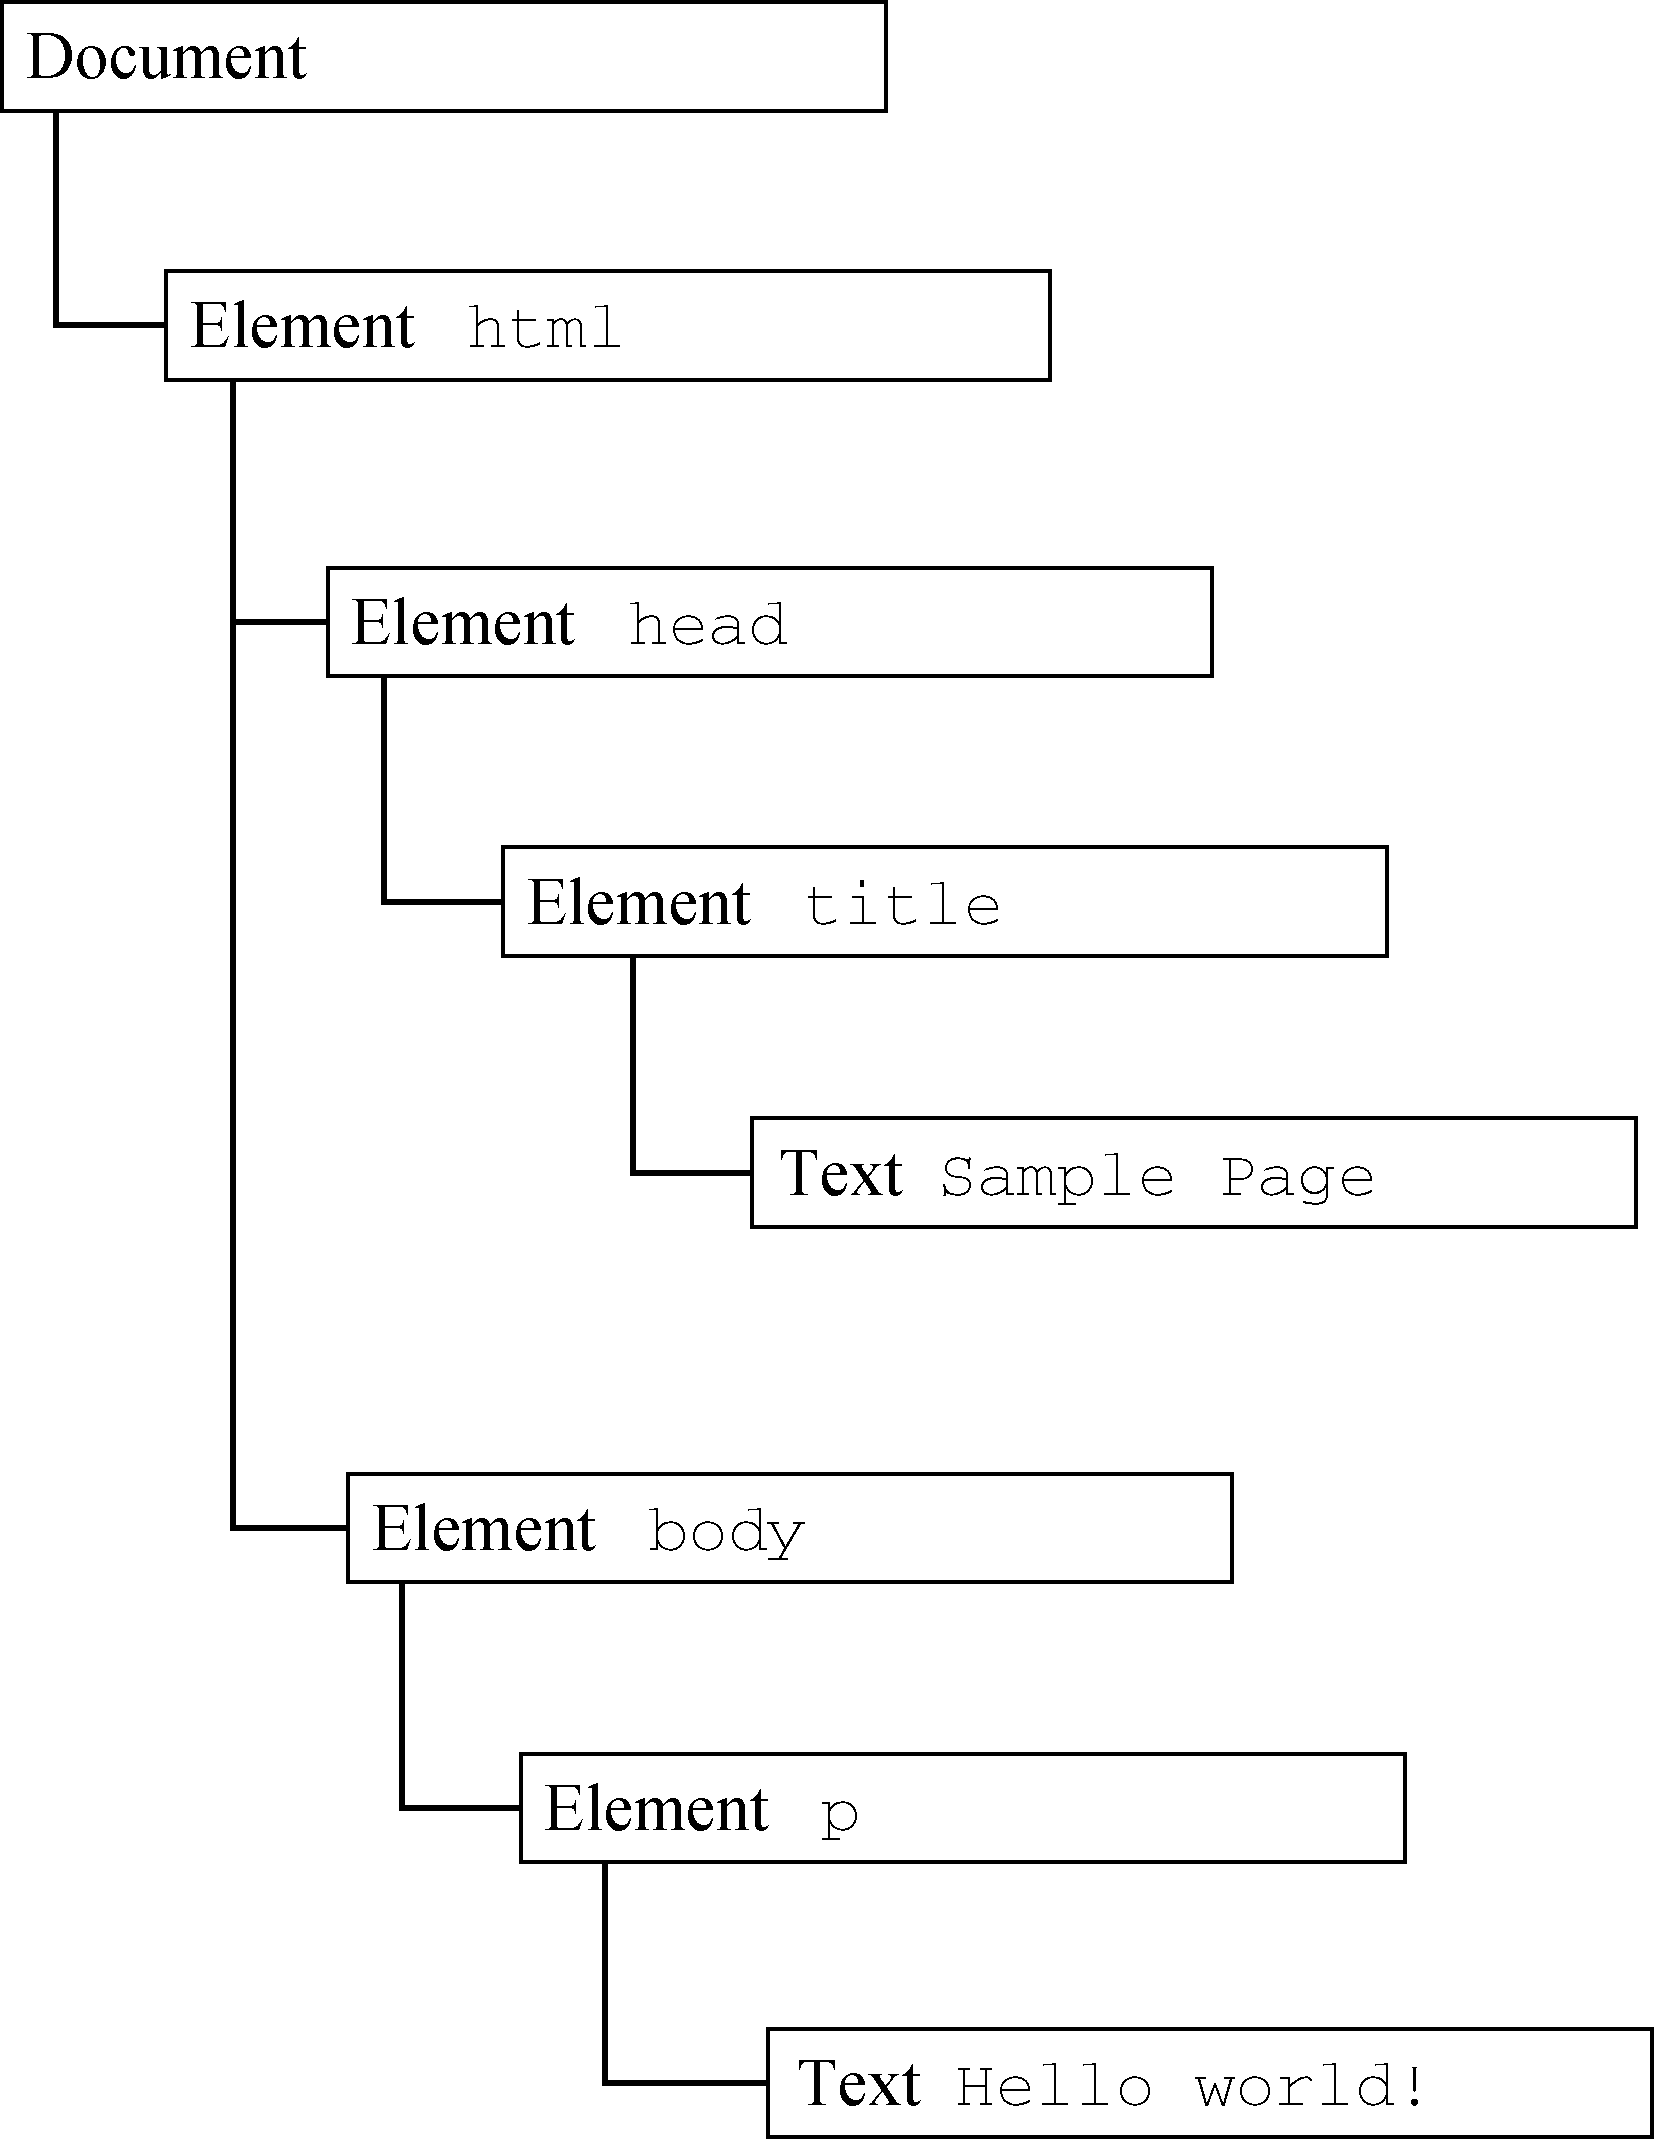 Document
Element html
Element head
Element title
Text Sample Page
Element body
Element p
Text Hello world!